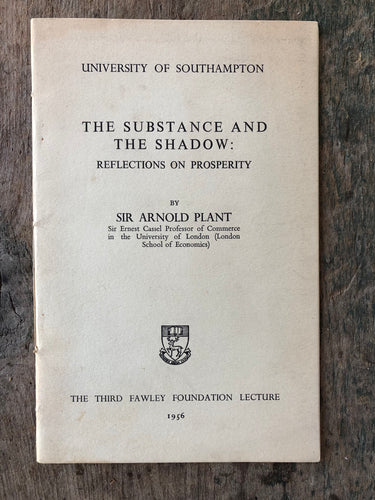 UNIVERSITY OF SOUTHAMPTON
THE SUBSTANCE AND
THE SHADOW:
REFLECTIONS ON PROSPERITY
BY
SIR ARNOLD PLANT
Sir Ernest Cassel Professor of Commerce
in the University of London (London
School of Economics)
THE THIRD FAWLEY FOUNDATION LECTURE
1956